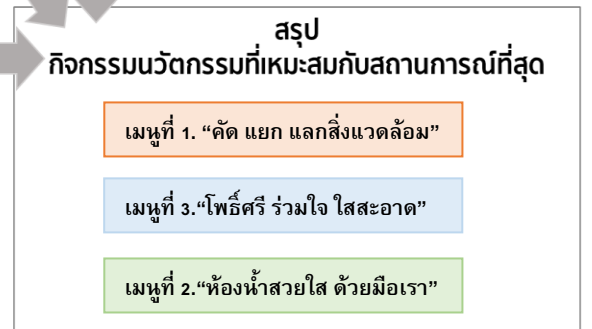 สรุป
กิจกรรมนวัตกรรมที่เหมะสมกับสถานการณ์ที่สุด
เมนูที่ 1. “คัด แยก แลกสิ่งแวดล้อม”
เมนูที่ 3.“โพธิ์ศรี ร่วมใจ ใสสะอาด”
เมนูที่ 2.“ห้องน้ำสวยใส ด้วยมือเรา”